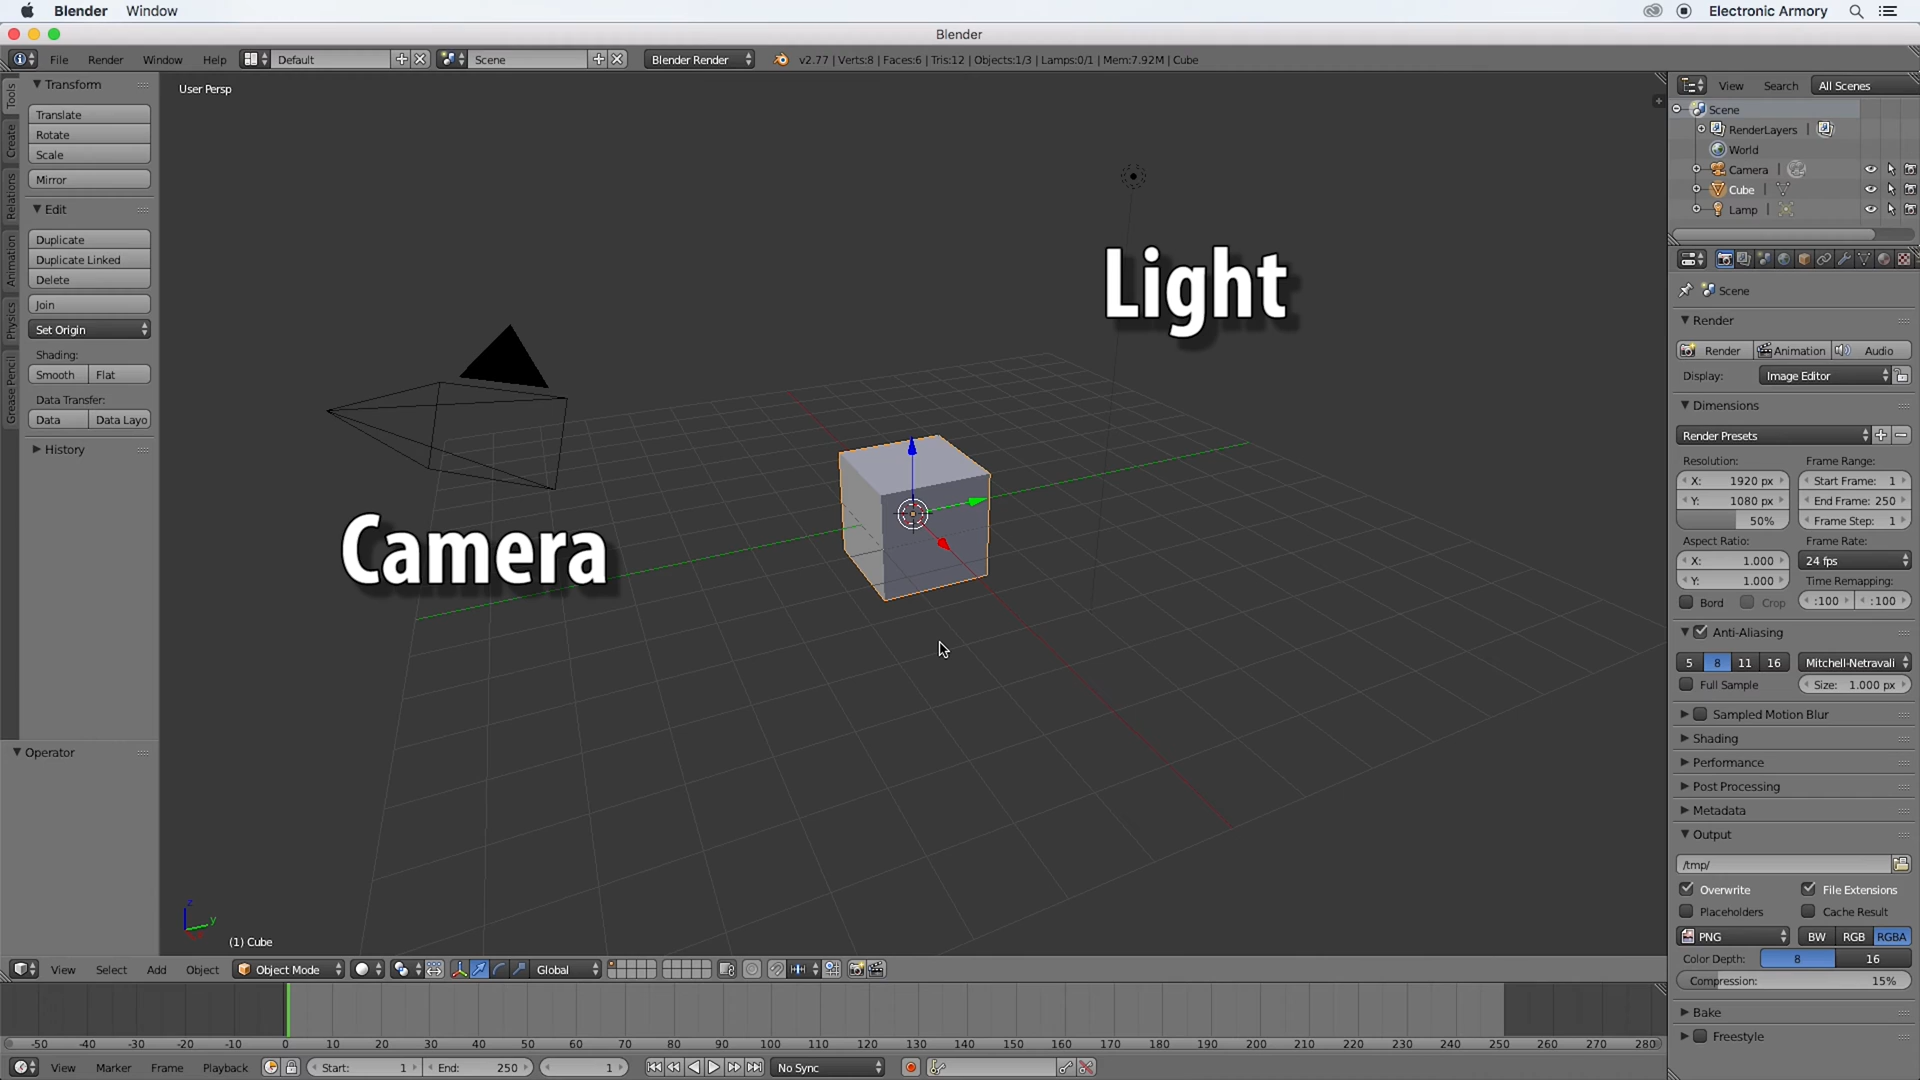 Blender Window Electronic Armory
Blender
File Render Window Help Default Scene Blender Render v2.77 | Verts:8 | Faces:6 | Tris:12 | Objects:1/3 | Lamps:0/1 | Mem:7.92M | Cube
Tools
Create
Relations
Animation
Physics
Grease Pencil
Transform
Translate
Rotate
Scale
Mirror
Edit
Duplicate
Duplicate Linked
Delete
Join
Set Origin
Shading:
Smooth Flat
Data Transfer:
Data Data Layo
History
Operator
User Persp
Light
Camera
z
y
(1) Cube
View Search All Scenes
Scene
RenderLayers |
World
Camera |
Cube |
Lamp |
Scene
Render
Render Animation Audio
Display: Image Editor
Dimensions
Render Presets
Resolution: Frame Range:
X: 1920 px Start Frame: 1
Y: 1080 px End Frame: 250
50% Frame Step: 1
Aspect Ratio: Frame Rate:
X: 1.000 24 fps
Y: 1.000 Time Remapping:
Bord Crop :100 :100
Anti-Aliasing
5 8 11 16 Mitchell-Netravali
Full Sample Size: 1.000 px
Sampled Motion Blur
Shading
Performance
Post Processing
Metadata
Output
/tmp/
Overwrite File Extensions
Placeholders Cache Result
PNG BW RGB RGBA
Color Depth: 8 16
Compression: 15%
Bake
Freestyle
View Select Add Object Object Mode Global
-50 -40 -30 -20 -10 0 10 20 30 40 50 60 70 80 90 100 110 120 130 140 150 160 170 180 190 200 210 220 230 240 250 260 270 280
View Marker Frame Playback Start: 1 End: 250 1 No Sync